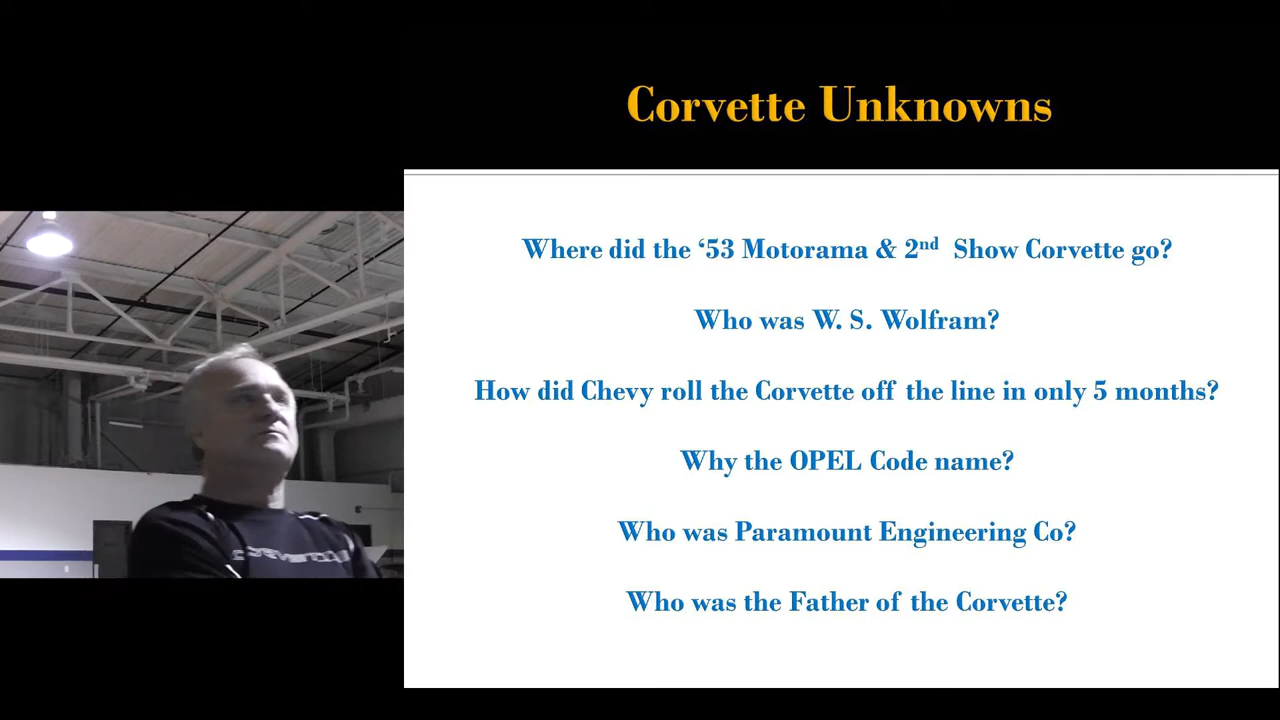 Corvette Unknowns
Where did the ‘53 Motorama & 2nd Show Corvette go?
Who was W. S. Wolfram?
How did Chevy roll the Corvette off the line in only 5 months?
Why the OPEL Code name?
Who was Paramount Engineering Co?
Who was the Father of the Corvette?